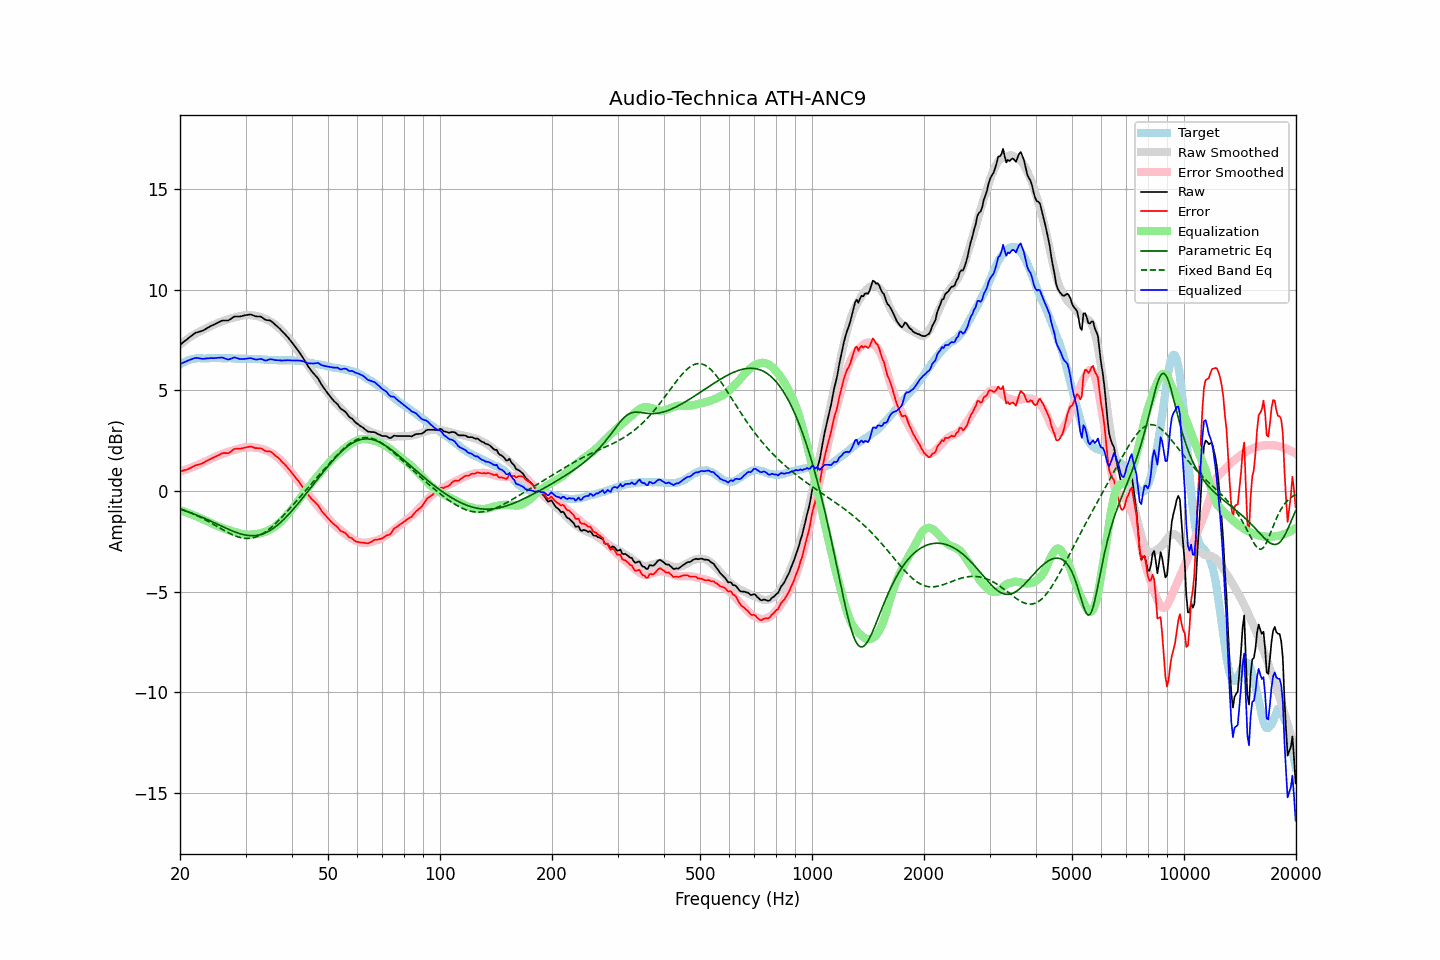 Audio-Technica ATH-ANC9
Target
Raw Smoothed
Error Smoothed
Raw
Error
Equalization
Parametric Eq
Fixed Band Eq
Equalized
Amplitude (dBr)
15
10
5
0
−5
−10
−15
20 50 100 200 500 1000 2000 5000 10000 20000
Frequency (Hz)